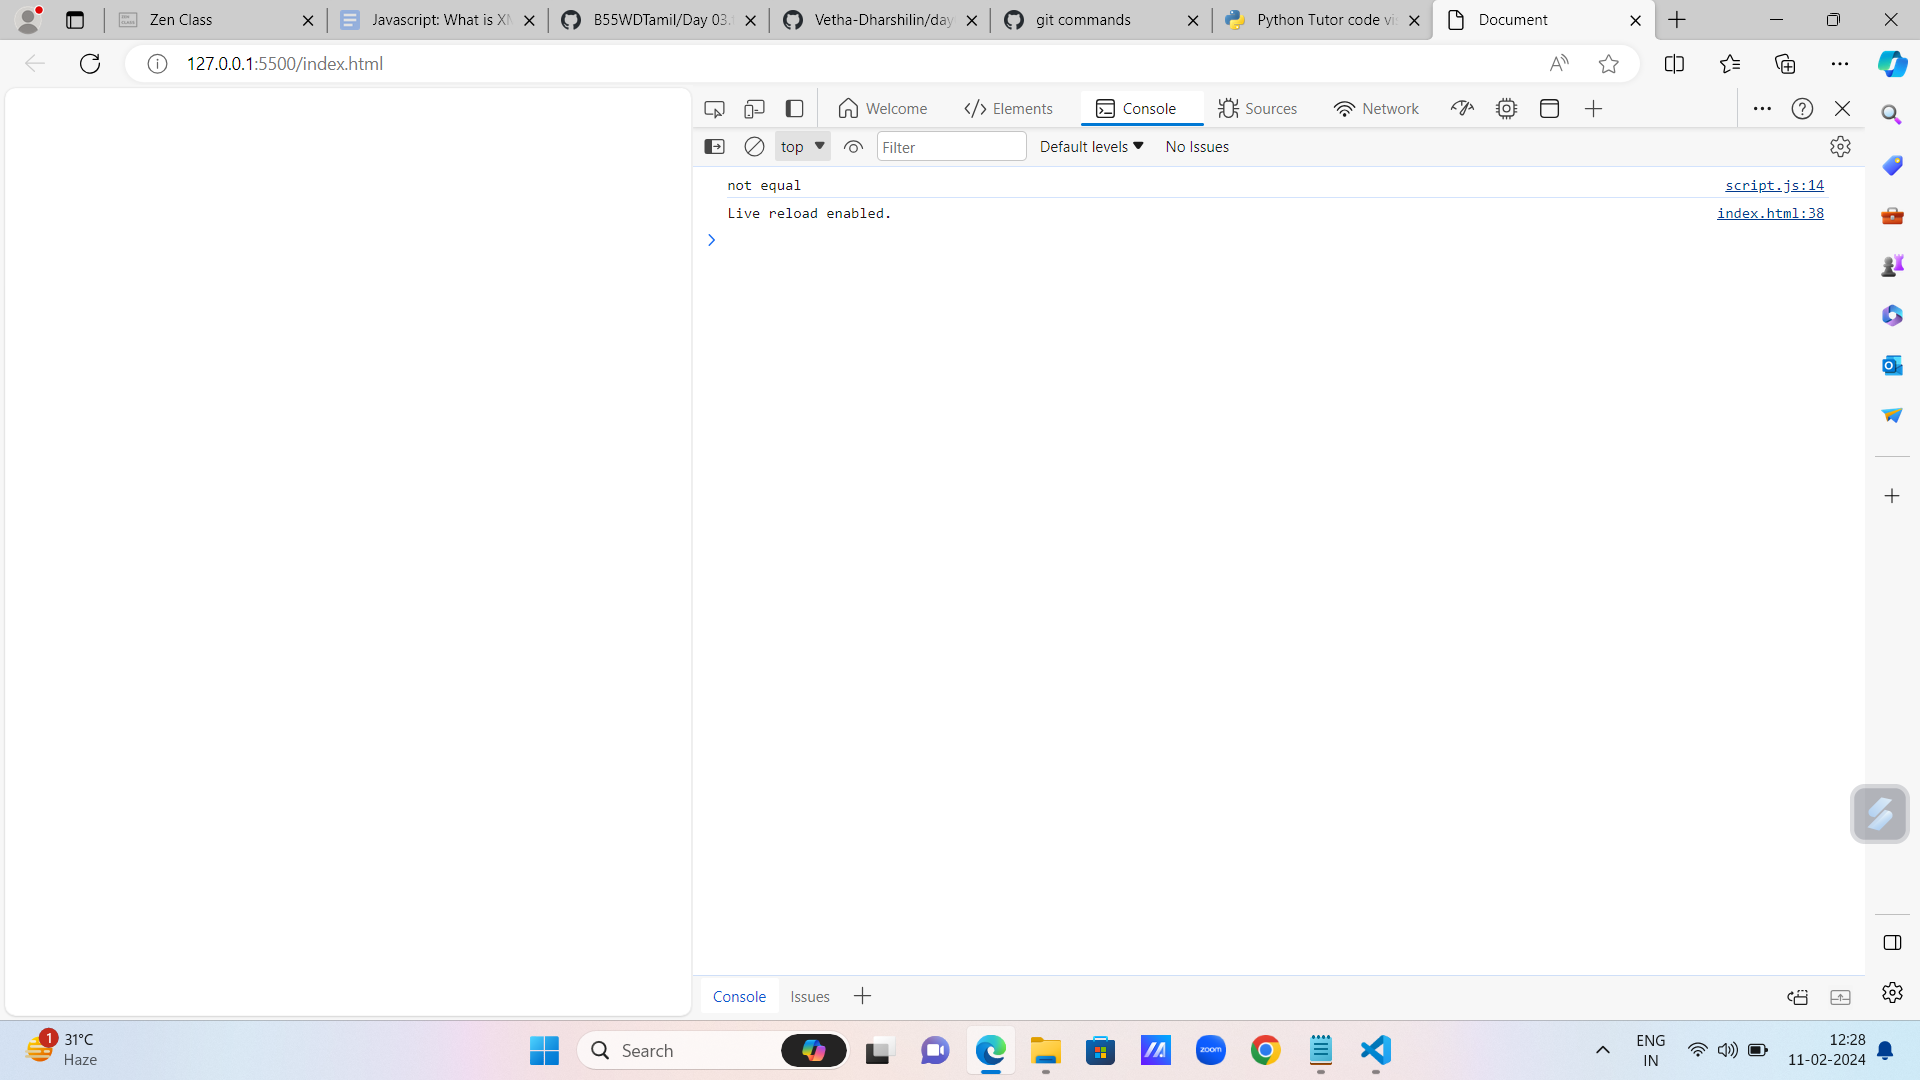 Zen Class
Javascript: What is XM
B55WDTamil/Day 03.
Vetha-Dharshilin/day
git commands
Python Tutor code vi
Document
127.0.0.1:5500/index.html
Welcome
Elements
Console
Sources
Network
top
Filter
Default levels
No Issues
not equal
script.js:14
Live reload enabled.
index.html:38
Console
Issues
1
31°C
Haze
Search
zoom
ENG
IN
12:28
11-02-2024